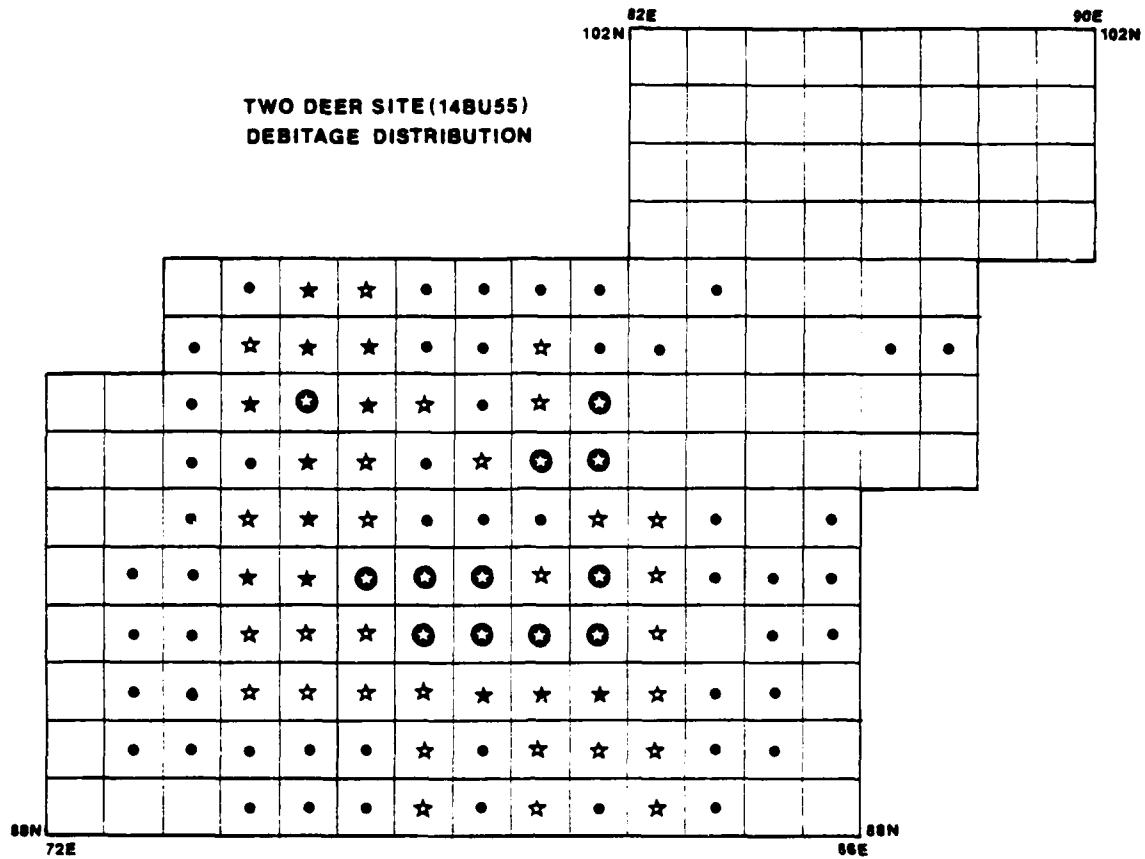 82E 90E
102N 102N
TWO DEER SITE (14BU55)
DEBITAGE DISTRIBUTION
88N 88N
72E 86E